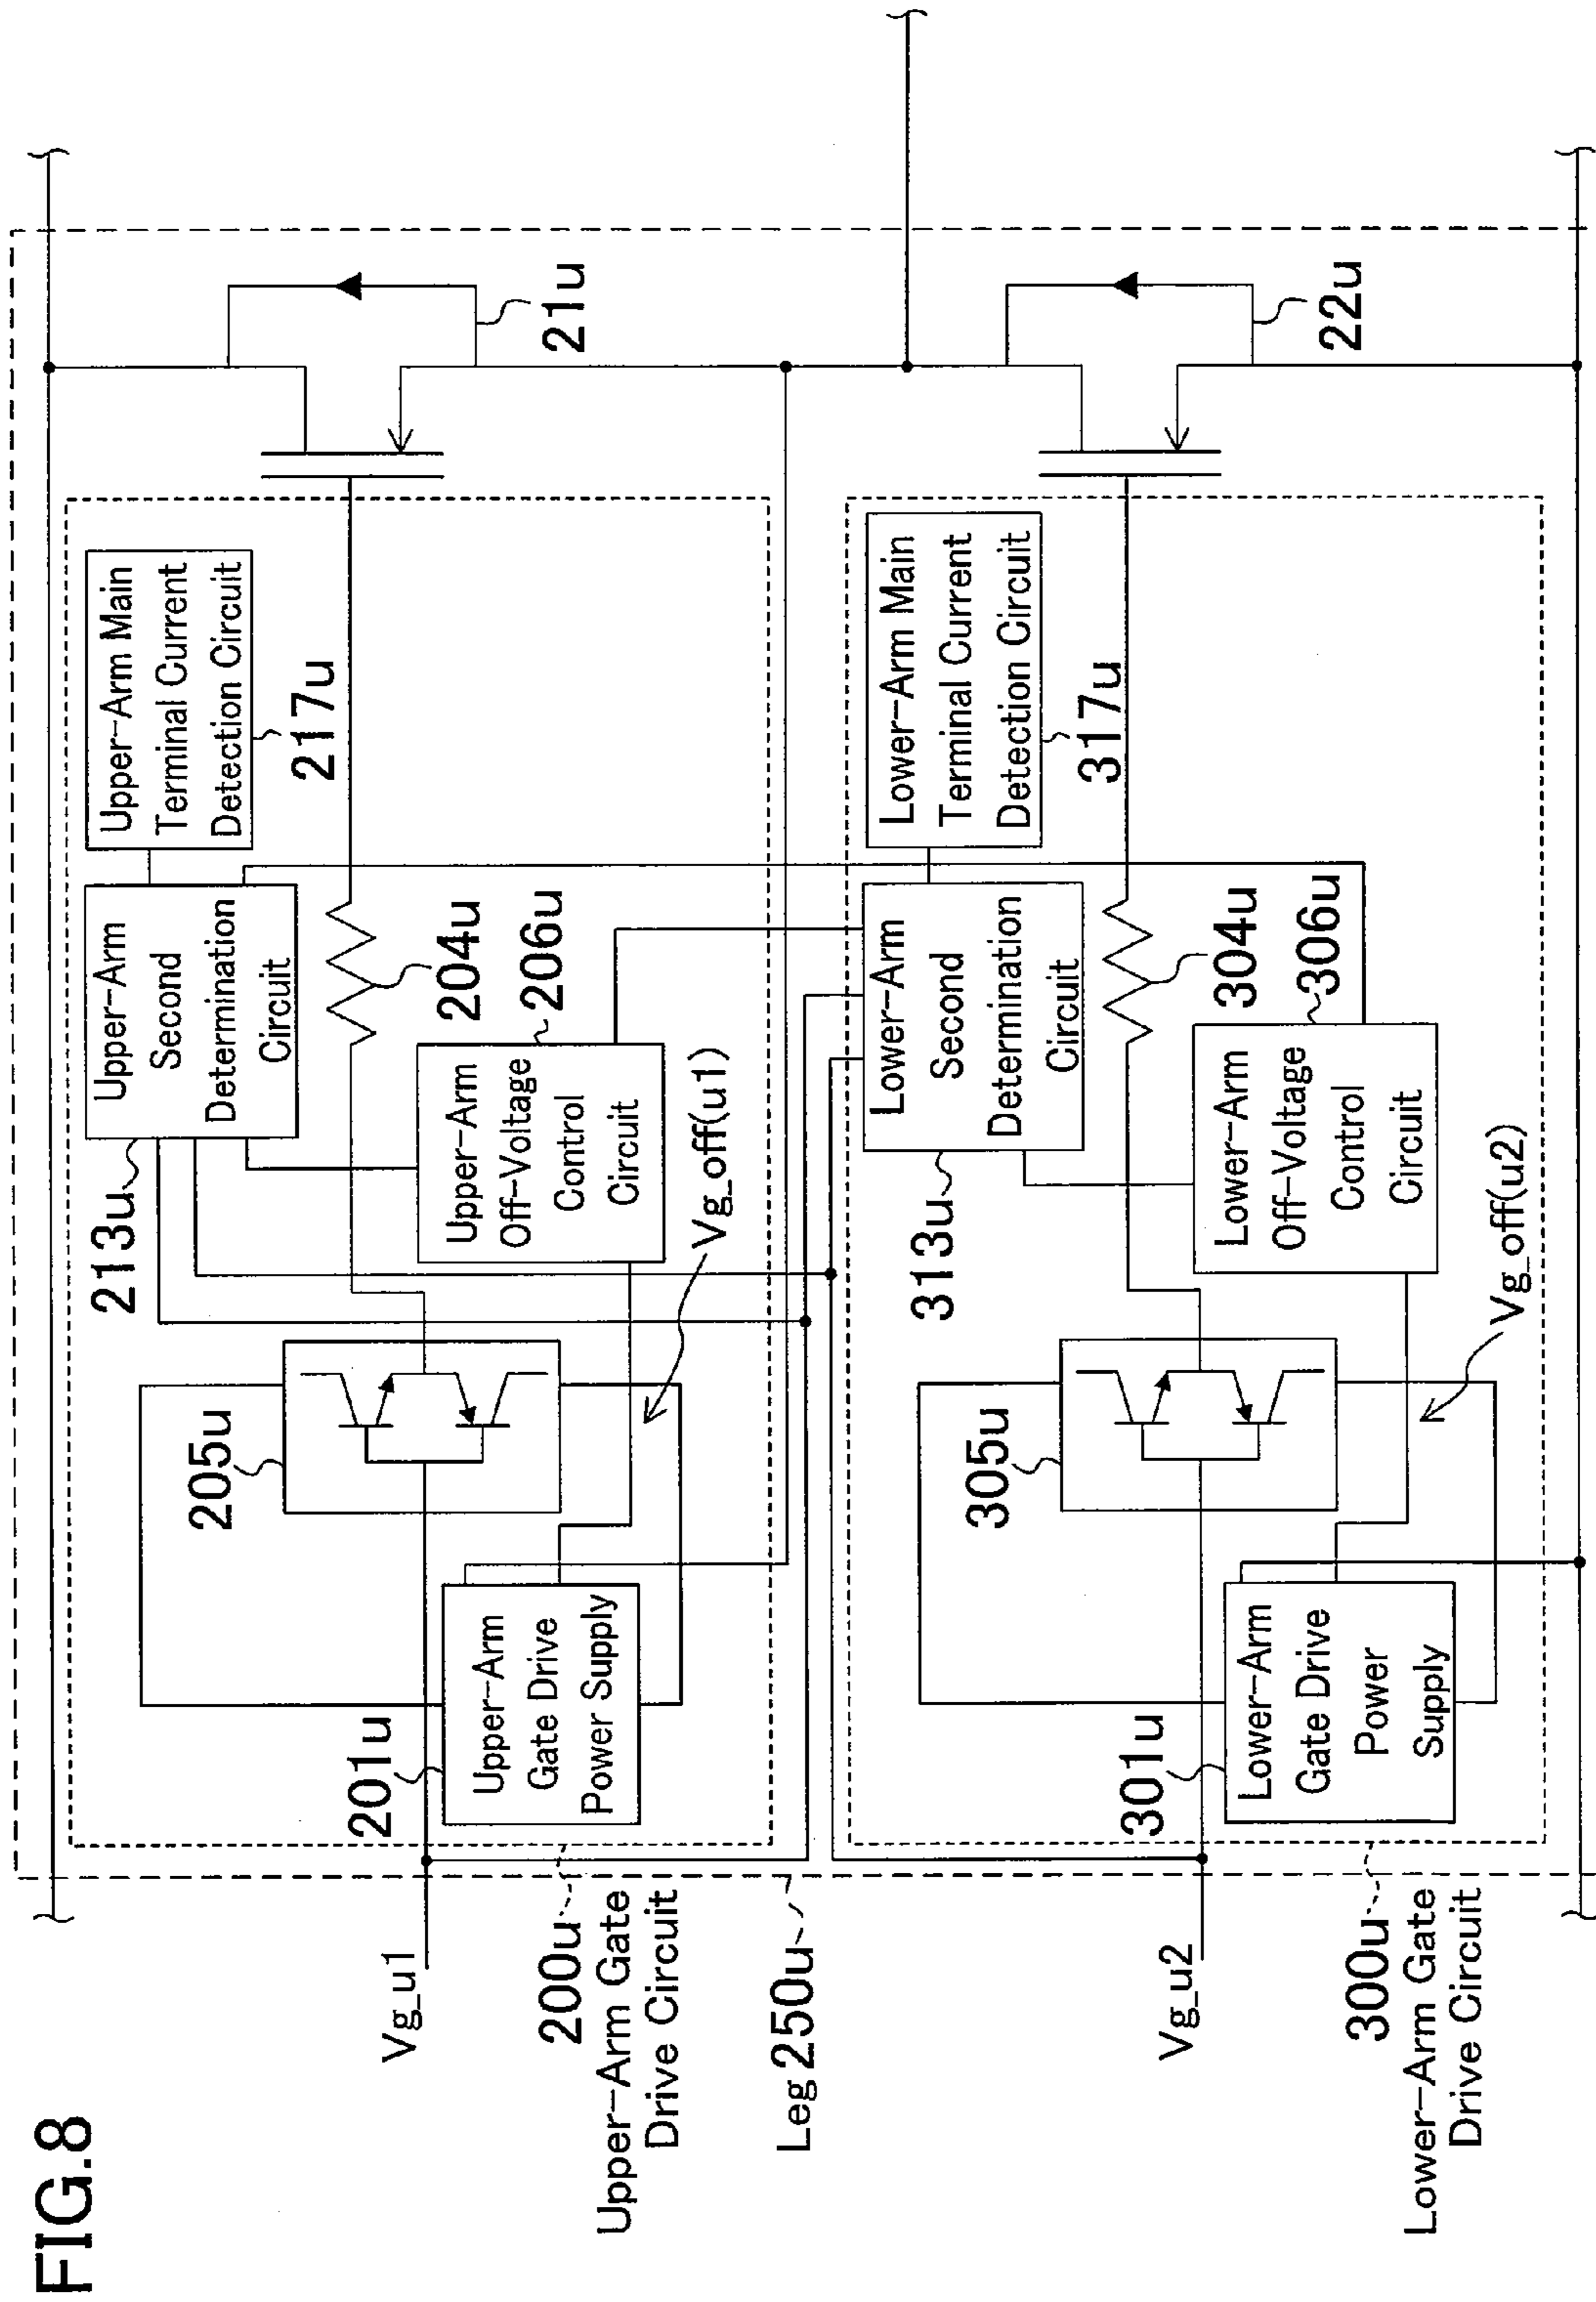 FIG.8
Upper-Arm Main
Terminal Current
Detection Circuit
217u
21u
Upper-Arm
Second
Determination
Circuit
213u
204u
206u
Upper-Arm
Off-Voltage
Control
Circuit
Vg_off(u1)
205u
201u
Upper-Arm
Gate Drive
Power Supply
Vg_u1
200u
Upper-Arm Gate
Drive Circuit
Leg 250u
Lower-Arm Main
Terminal Current
Detection Circuit
317u
22u
Lower-Arm
Second
Determination
Circuit
313u
304u
306u
Lower-Arm
Off-Voltage
Control
Circuit
Vg_off(u2)
305u
301u
Lower-Arm
Gate Drive
Power
Supply
Vg_u2
300u
Lower-Arm Gate
Drive Circuit